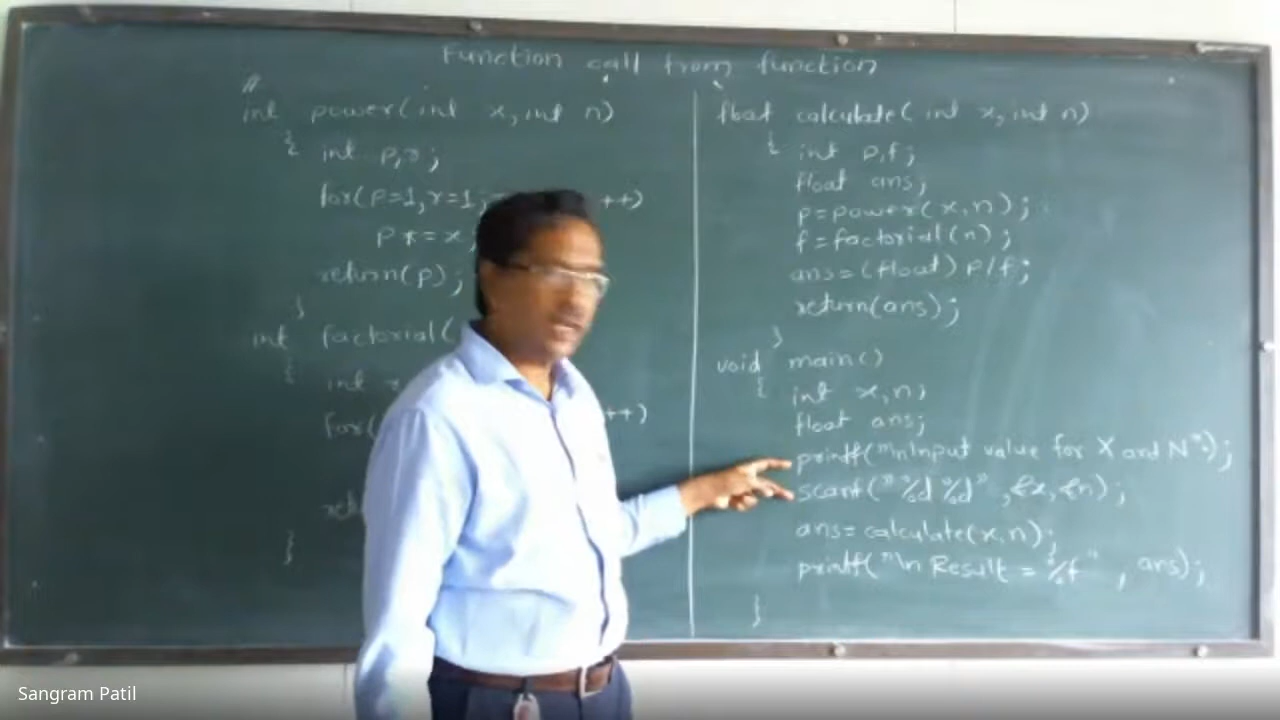 Function call from function
int power(int x, int n)
{ int p,r;
for(p=1,r=1; ++)
p *= x;
return(p);
}
int factorial(
{
int r
for( ++)
}
float calculate( int x, int n)
{ int p,f;
float ans;
p=power(x,n);
f=factorial(n);
ans=(float) p/f;
return(ans);
}
void main()
{ int x,n;
float ans;
printf("\nInput value for X and N:");
scanf("%d %d" ,&x,&n);
ans=calculate(x,n);
printf("\n Result = %f" , ans);
}
Sangram Patil